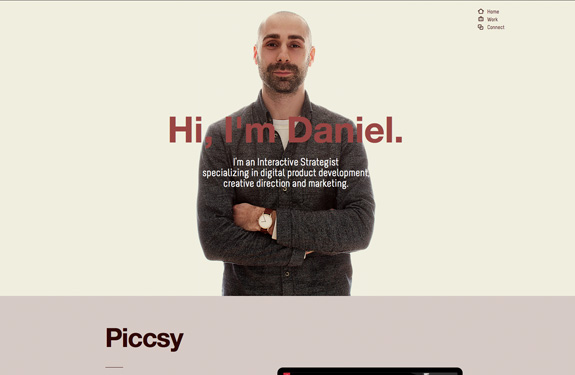 Home
Work
Connect
Hi, I'm Daniel.
I'm an Interactive Strategist
specializing in digital product development,
creative direction and marketing.
Piccsy